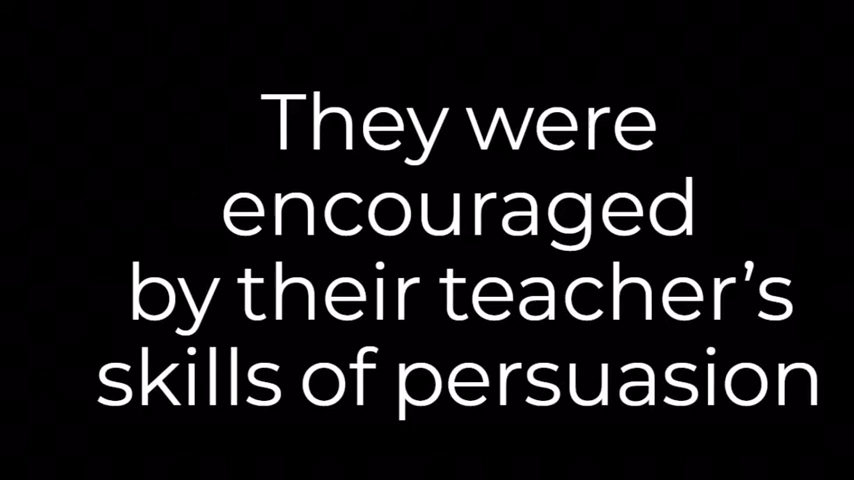 They were
encouraged
by their teacher’s
skills of persuasion